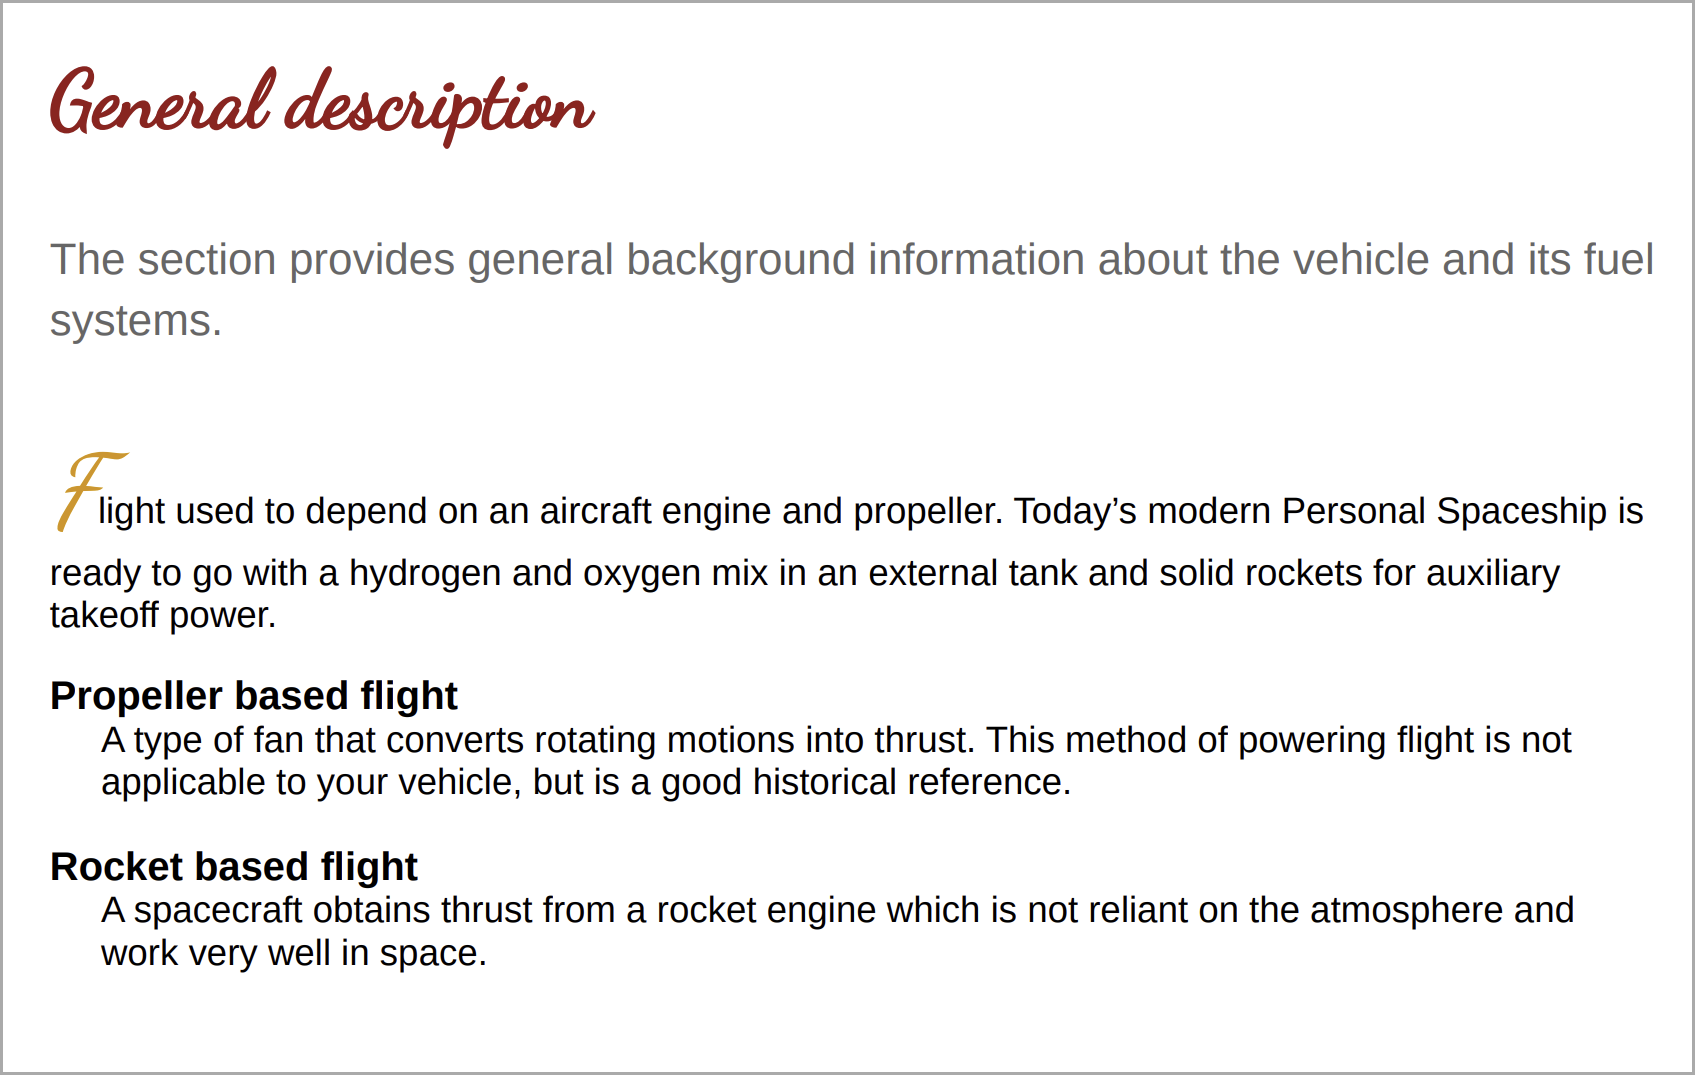 General description
The section provides general background information about the vehicle and its fuel
systems.
Flight used to depend on an aircraft engine and propeller. Today’s modern Personal Spaceship is
ready to go with a hydrogen and oxygen mix in an external tank and solid rockets for auxiliary
takeoff power.
Propeller based flight
A type of fan that converts rotating motions into thrust. This method of powering flight is not
applicable to your vehicle, but is a good historical reference.
Rocket based flight
A spacecraft obtains thrust from a rocket engine which is not reliant on the atmosphere and
work very well in space.